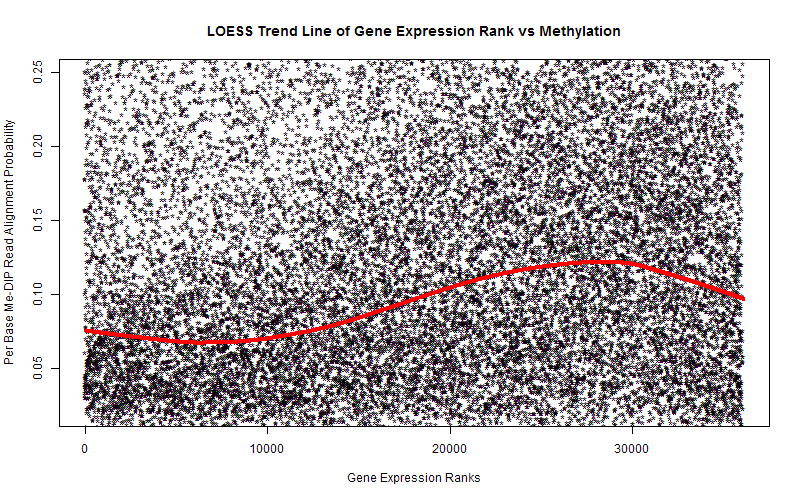 LOESS Trend Line of Gene Expression Rank vs Methylation
Per Base Me-DIP Read Alignment Probability
0.25
0.20
0.15
0.10
0.05
0 10000 20000 30000
Gene Expression Ranks